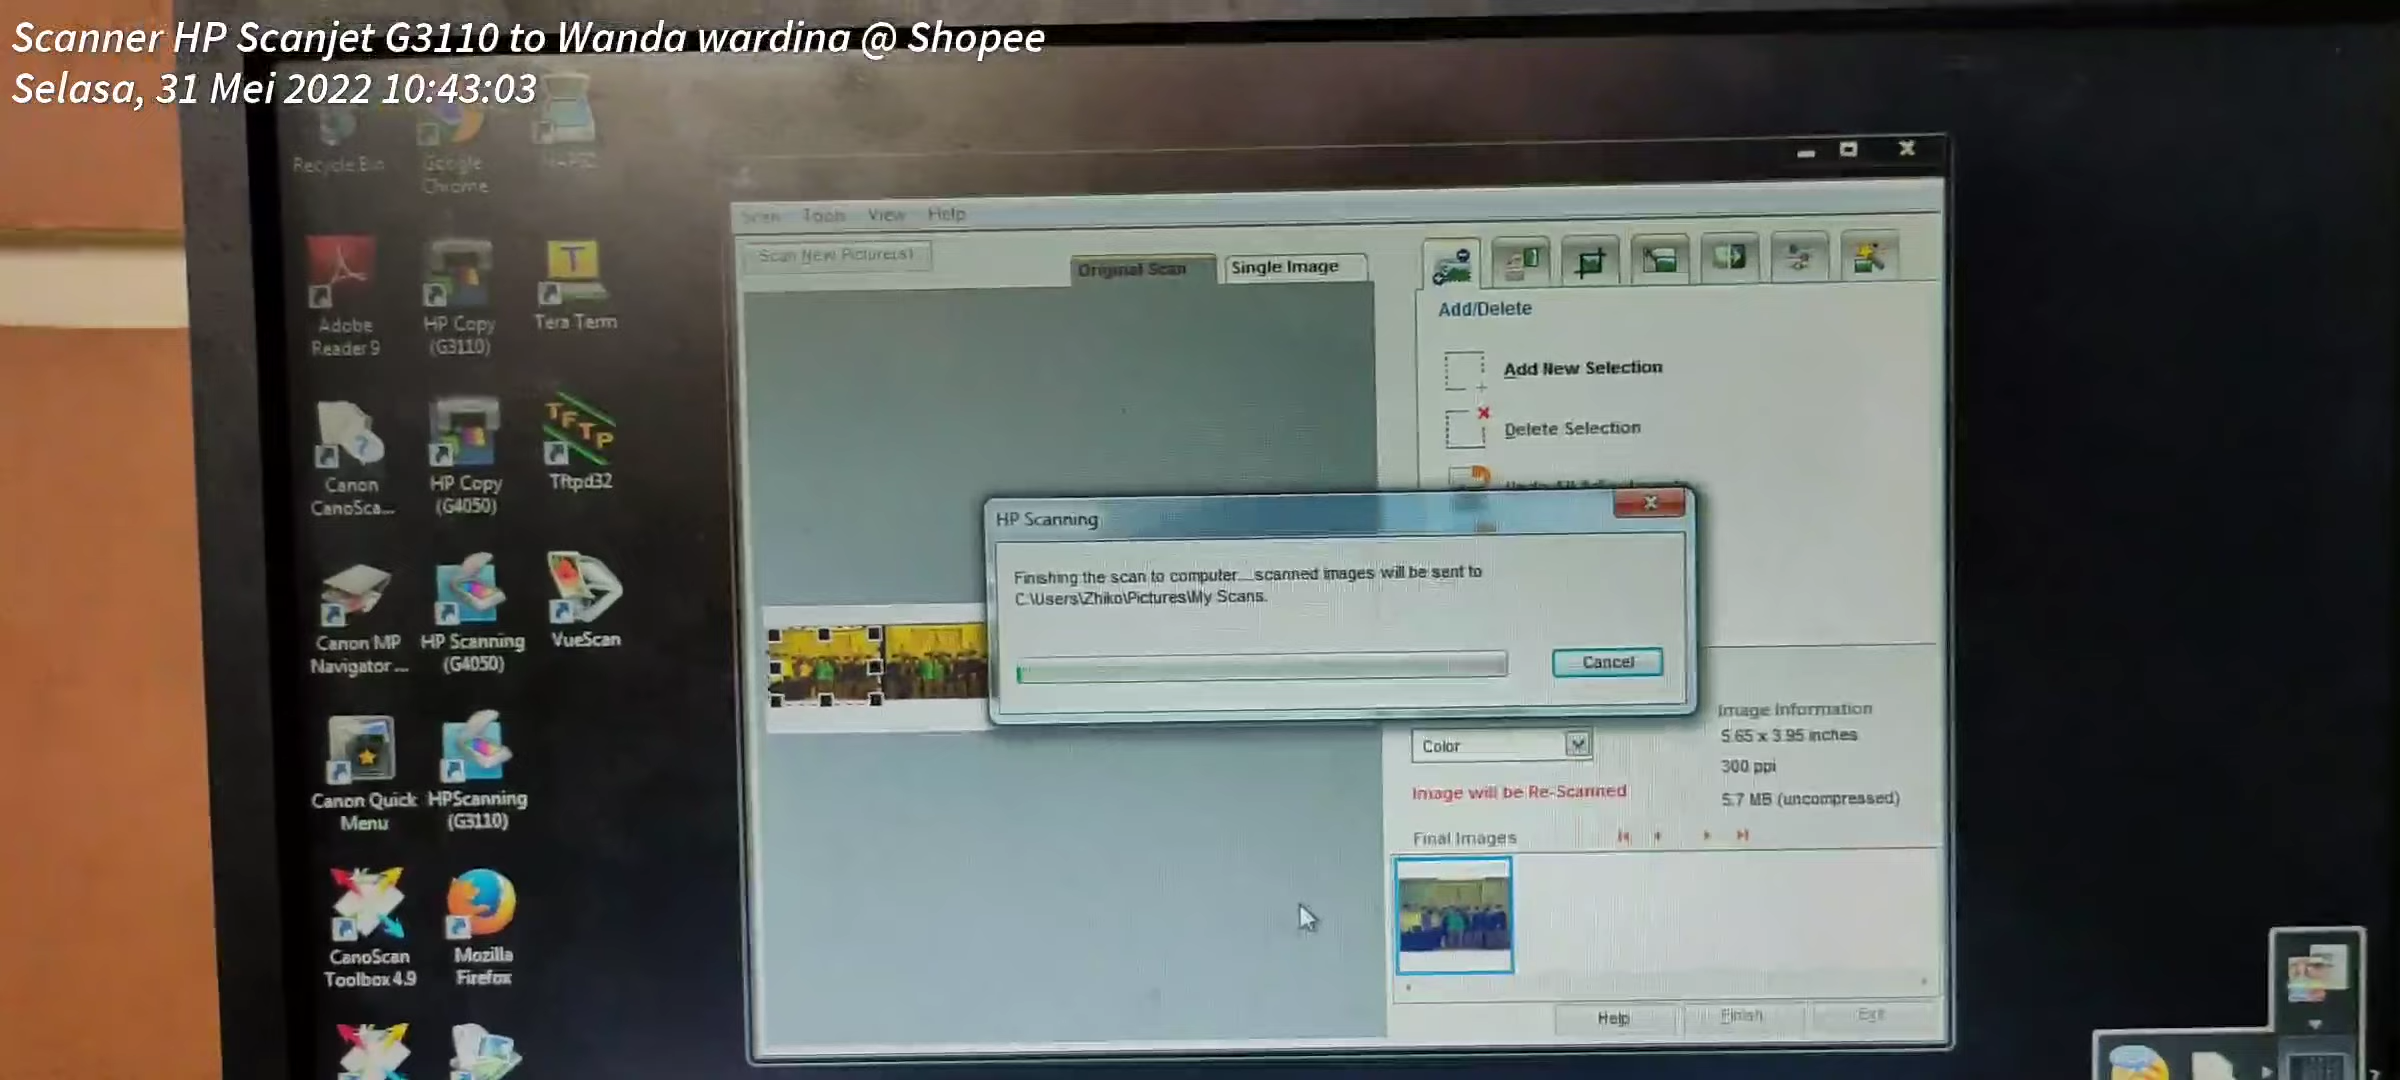 Scanner HP Scanjet G3110 to Wanda wardina @ Shopee
Selasa, 31 Mei 2022 10:43:03
Recycle Bin
Google
Chrome
Adobe
Reader 9
HP Copy
(G3110)
Tera Term
Canon
CanoSca...
HP Copy
(G4050)
TFTP
Tftpd32
Canon MP
Navigator ...
HP Scanning
(G4050)
VueScan
Canon Quick
Menu
HPScanning
(G3110)
CanoScan
Toolbox 4.9
Mozilla
Firefox
Scan Tools View Help
Scan New Picture(s)
Original Scan
Single Image
Add/Delete
Add New Selection
Delete Selection
HP Scanning
Finishing the scan to computer....scanned images will be sent to
C:\Users\Zhiko\Pictures\My Scans.
Cancel
Color
Image will be Re-Scanned
Image Information
5.65 x 3.95 inches
300 ppi
5.7 MB (uncompressed)
Final Images
Help
Finish
Exit